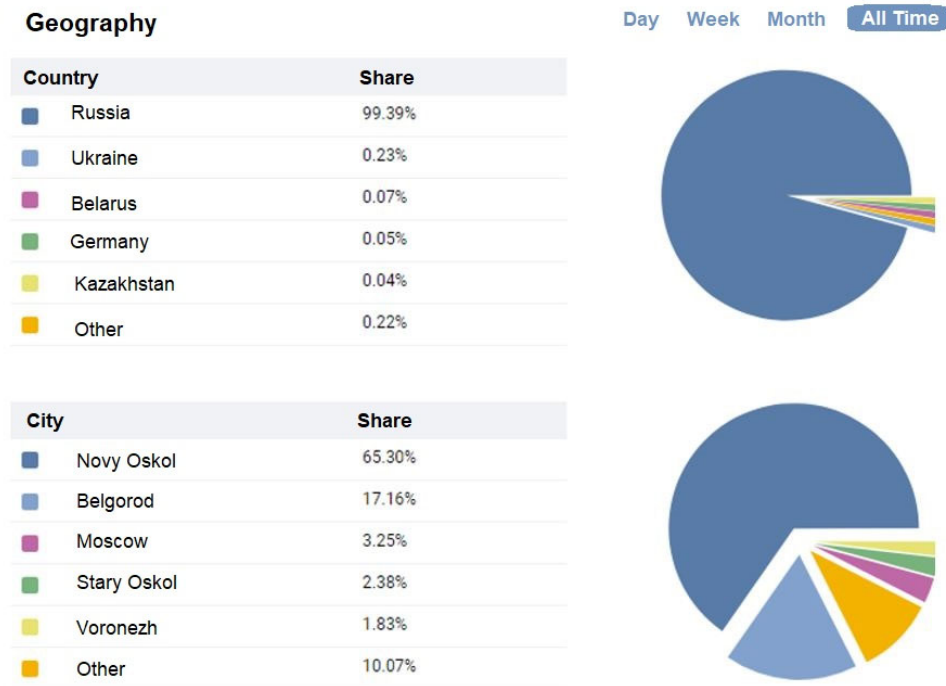 Geography
Day Week Month All Time
Country Share
Russia 99.39%
Ukraine 0.23%
Belarus 0.07%
Germany 0.05%
Kazakhstan 0.04%
Other 0.22%
City Share
Novy Oskol 65.30%
Belgorod 17.16%
Moscow 3.25%
Stary Oskol 2.38%
Voronezh 1.83%
Other 10.07%